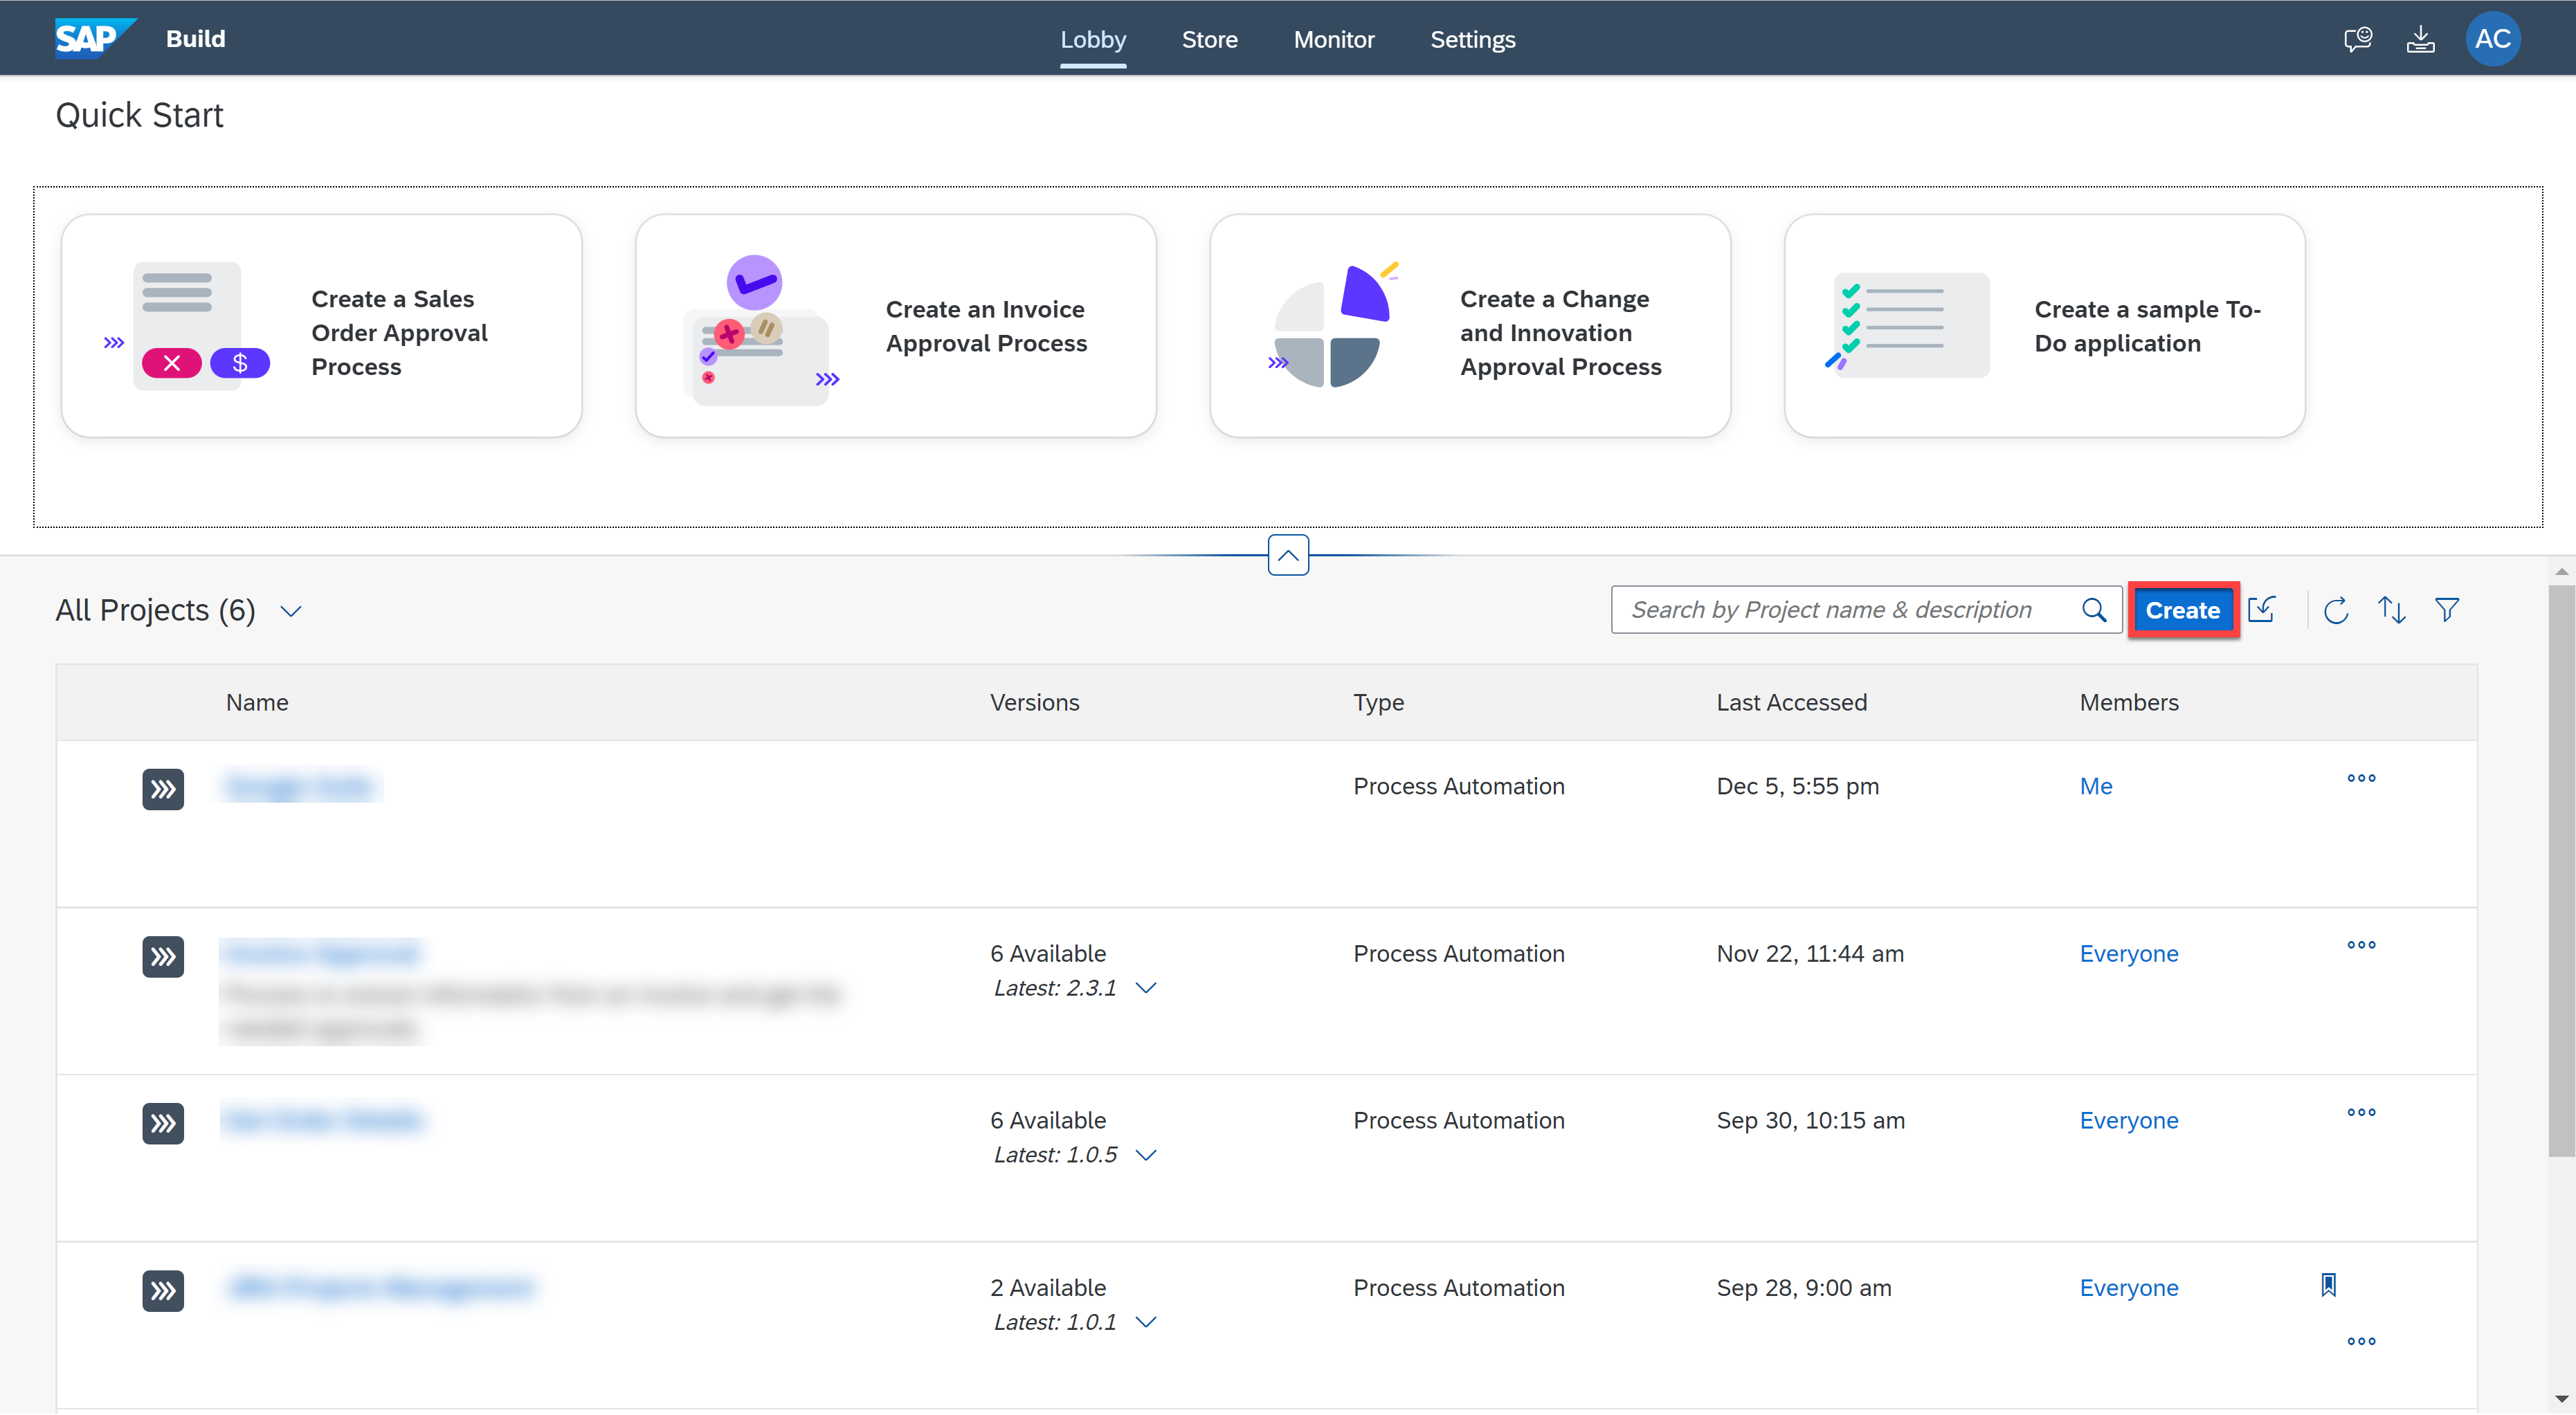 SAP Build Lobby Store Monitor Settings AC
Quick Start
Create a Sales
Order Approval
Process
$
Create an Invoice
Approval Process
Create a Change
and Innovation
Approval Process
Create a sample To-
Do application
All Projects (6) Search by Project name & description Create
Name Versions Type Last Accessed Members
Process Automation Dec 5, 5:55 pm Me
6 Available Process Automation Nov 22, 11:44 am Everyone
Latest: 2.3.1
6 Available Process Automation Sep 30, 10:15 am Everyone
Latest: 1.0.5
2 Available Process Automation Sep 28, 9:00 am Everyone
Latest: 1.0.1